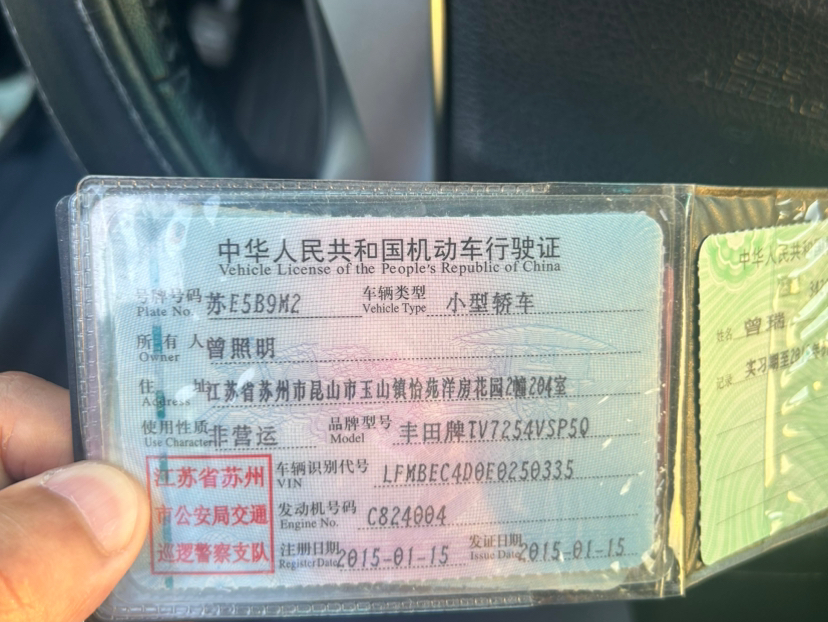 中华人民共和国机动车行驶证
Vehicle License of the People's Republic of China
号牌号码 苏E5B9M2 车辆类型 小型轿车
Plate No. Vehicle Type
所有人 曾照明
Owner
住址 江苏省苏州市昆山市玉山镇怡苑洋房花园2幢204室
Address
使用性质 非营运 品牌型号 丰田牌TV7254VSP5Q
Use Character Model
江苏省苏州
市公安局交通
巡逻警察支队
车辆识别代号 LFMBEC4D0E0250335
VIN
发动机号码 C824004
Engine No.
注册日期 2015-01-15 发证日期 2015-01-15
Register Date Issue Date
中华人民共和
姓名 曾瑞
记录 实习期至20